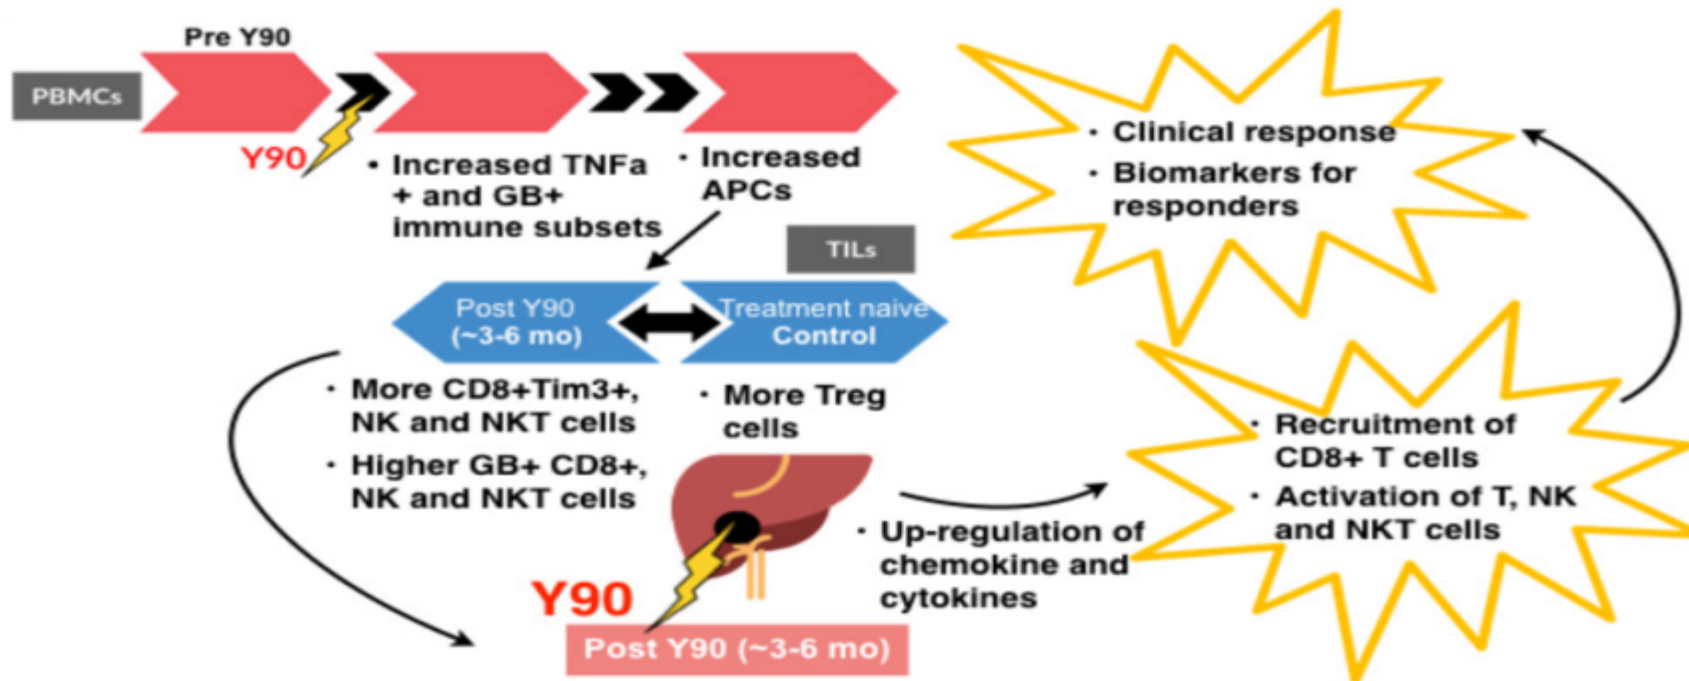 Pre Y90
PBMCs
Y90
• Increased TNFa
+ and GB+
immune subsets
· Increased
APCs
TILs
Post Y90
(~3-6 mo)
Treatment naive
Control
· More CD8+Tim3+,
NK and NKT cells
· Higher GB+ CD8+,
NK and NKT cells
· More Treg
cells
Y90
Post Y90 (~3-6 mo)
· Up-regulation of
chemokine and
cytokines
· Recruitment of
CD8+ T cells
· Activation of T, NK
and NKT cells
· Clinical response
· Biomarkers for
responders